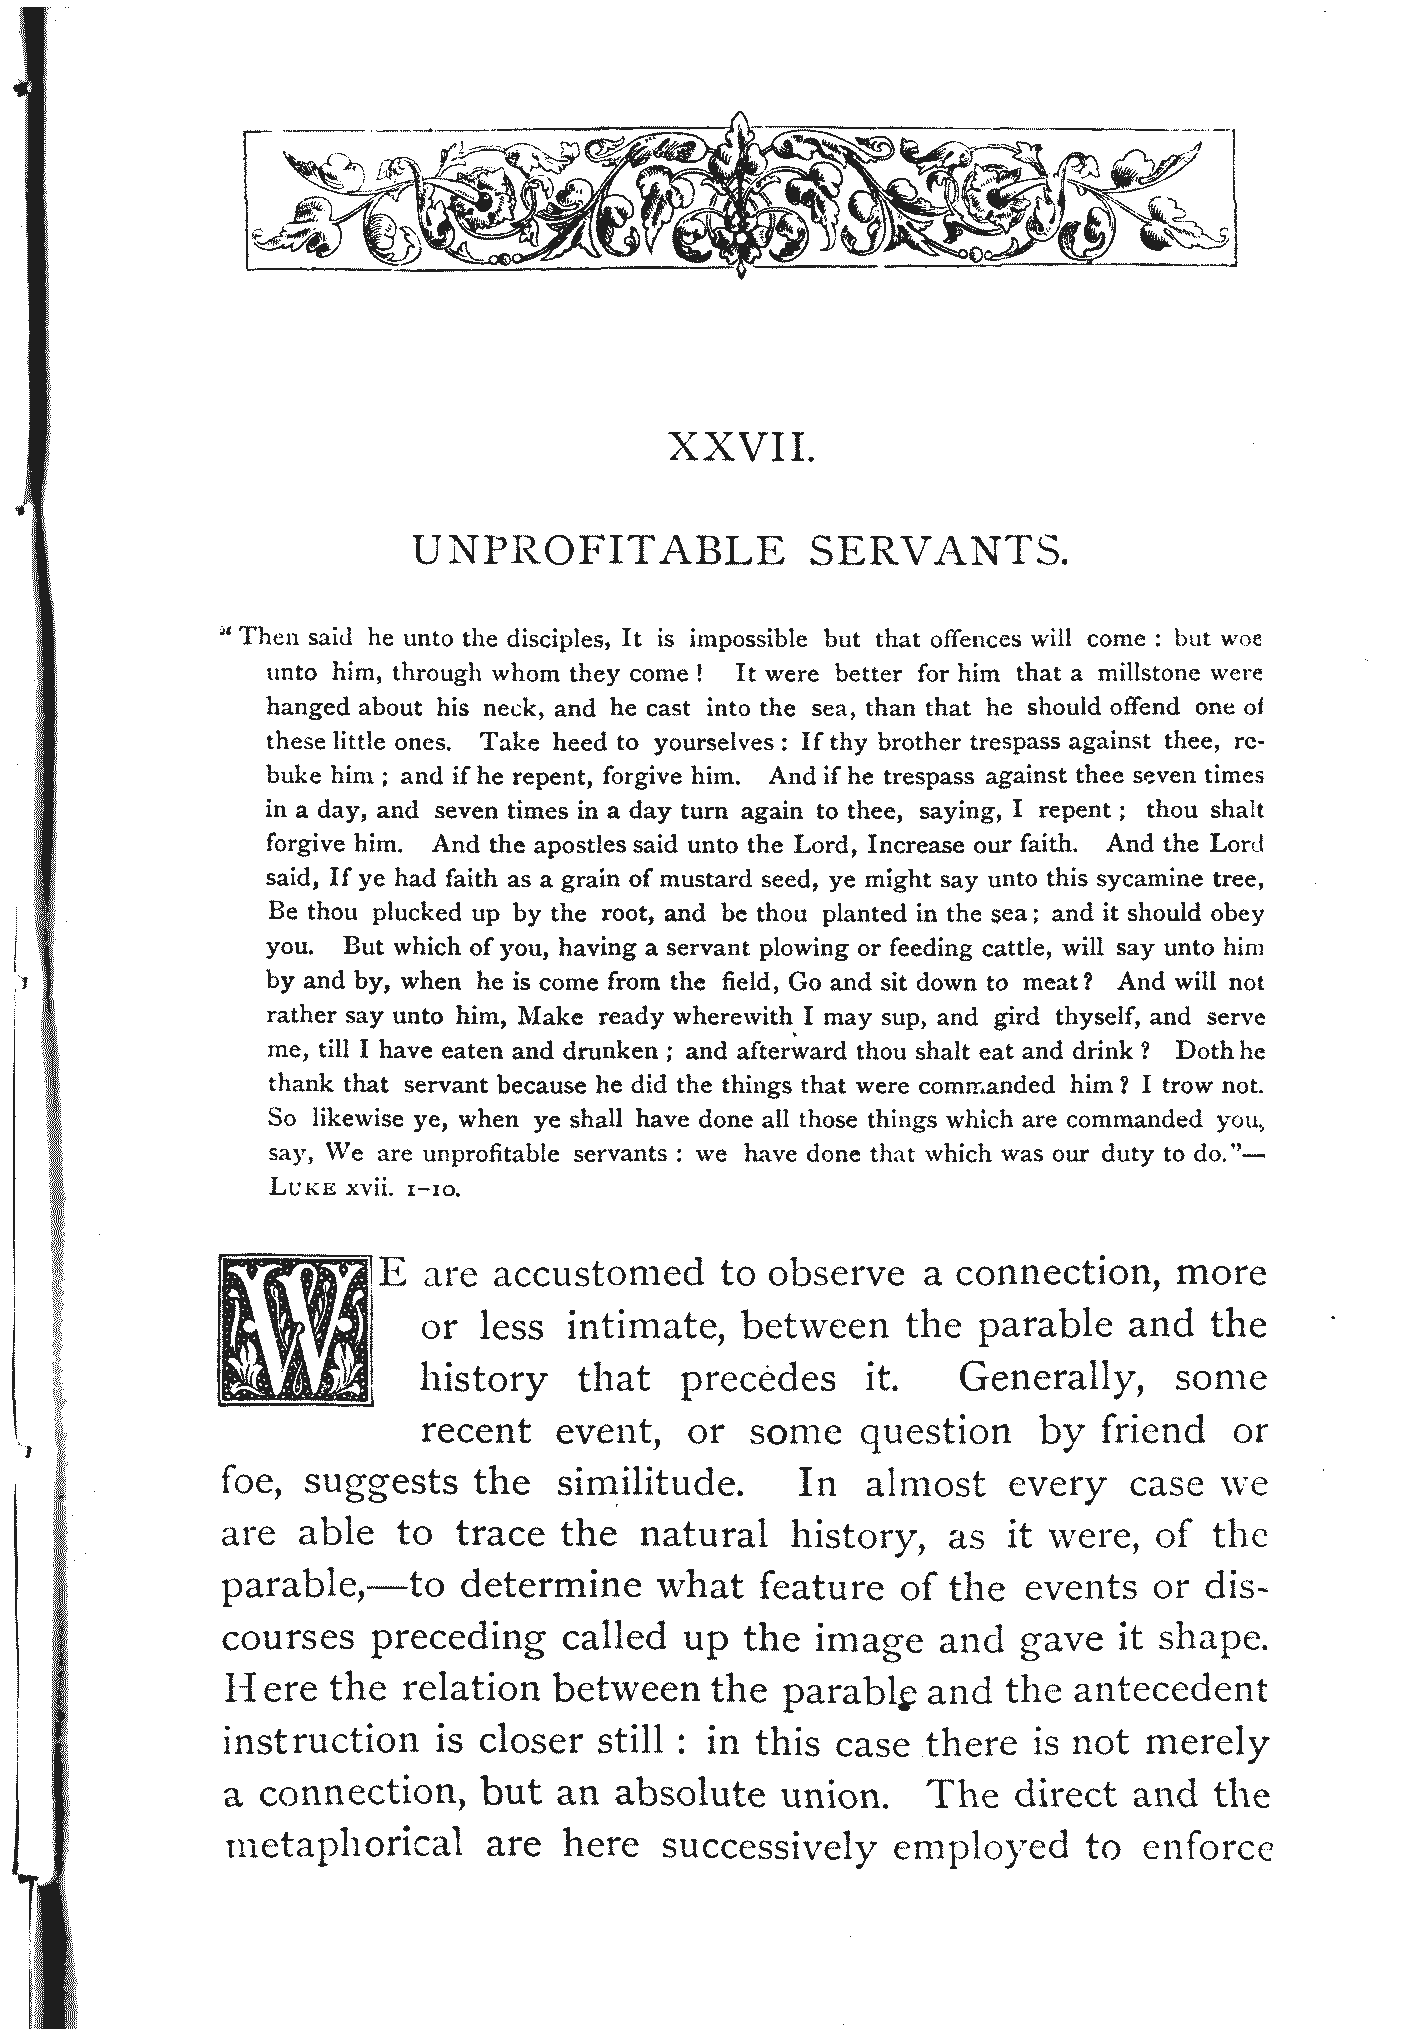 XXVII.
UNPROFITABLE SERVANTS.
"Then said he unto the disciples, It is impossible but that offences will come : but woe
unto him, through whom they come ! It were better for him that a millstone were
hanged about his neck, and he cast into the sea, than that he should offend one of
these little ones. Take heed to yourselves : If thy brother trespass against thee, re-
buke him ; and if he repent, forgive him. And if he trespass against thee seven times
in a day, and seven times in a day turn again to thee, saying, I repent ; thou shalt
forgive him. And the apostles said unto the Lord, Increase our faith. And the Lord
said, If ye had faith as a grain of mustard seed, ye might say unto this sycamine tree,
Be thou plucked up by the root, and be thou planted in the sea ; and it should obey
you. But which of you, having a servant plowing or feeding cattle, will say unto him
by and by, when he is come from the field, Go and sit down to meat ? And will not
rather say unto him, Make ready wherewith I may sup, and gird thyself, and serve
me, till I have eaten and drunken ; and afterward thou shalt eat and drink ? Doth he
thank that servant because he did the things that were commanded him ? I trow not.
So likewise ye, when ye shall have done all those things which are commanded you,
say, We are unprofitable servants : we have done that which was our duty to do."—
LUKE xvii. 1-10.
WE are accustomed to observe a connection, more
or less intimate, between the parable and the
history that precedes it. Generally, some
recent event, or some question by friend or
foe, suggests the similitude. In almost every case we
are able to trace the natural history, as it were, of the
parable,—to determine what feature of the events or dis-
courses preceding called up the image and gave it shape.
Here the relation between the parable and the antecedent
instruction is closer still : in this case there is not merely
a connection, but an absolute union. The direct and the
metaphorical are here successively employed to enforce